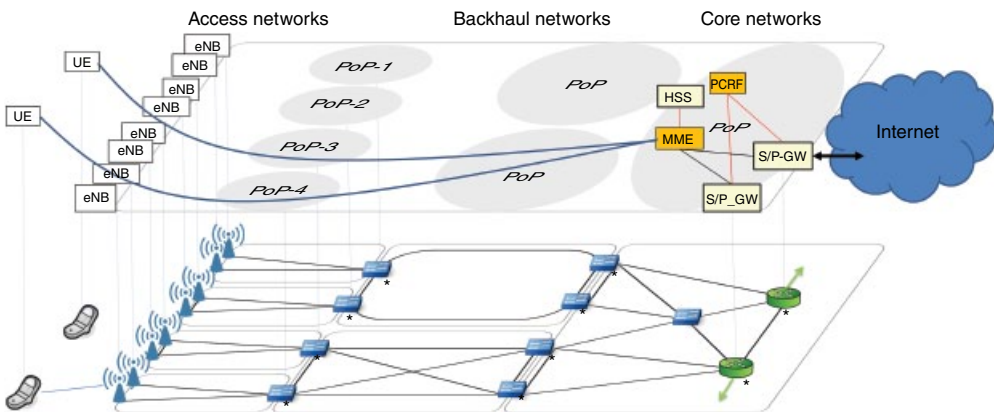 Access networks
Backhaul networks
Core networks
eNB
eNB
eNB
eNB
eNB
eNB
eNB
eNB
UE
UE
PoP-1
PoP-2
PoP-3
PoP-4
PoP
PoP
PoP
HSS
PCRF
MME
S/P-GW
S/P_GW
Internet
*
*
*
*
*
*
*
*
*
*